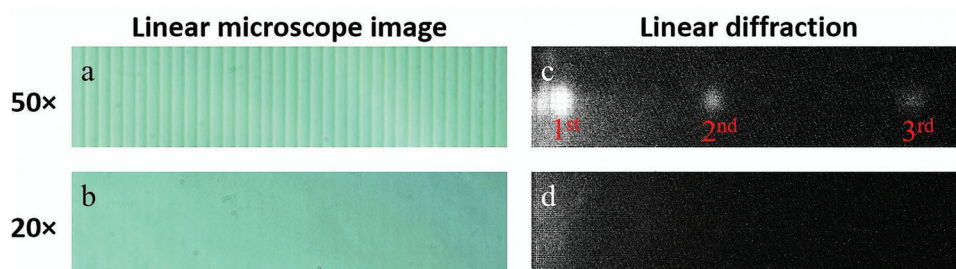 Linear microscope image
Linear diffraction
50×
a
c
1st
2nd
3rd
20×
b
d